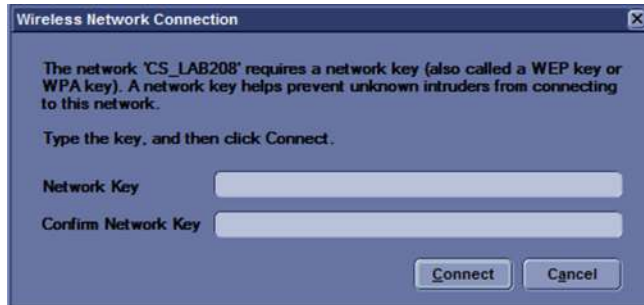 Wireless Network Connection
The network 'CS_LAB208' requires a network key (also called a WEP key or
WPA key). A network key helps prevent unknown intruders from connecting
to this network.
Type the key, and then click Connect.
Network Key
Confirm Network Key
Connect Cancel